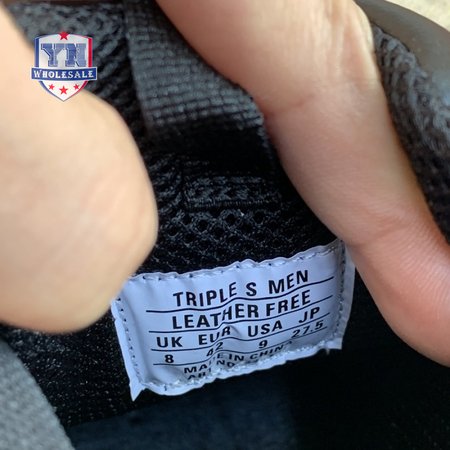 YN
WHOLESALE
TRIPLE S MEN
LEATHER FREE
UK EUR USA JP
8 42 9 27.5
MADE IN CHINA